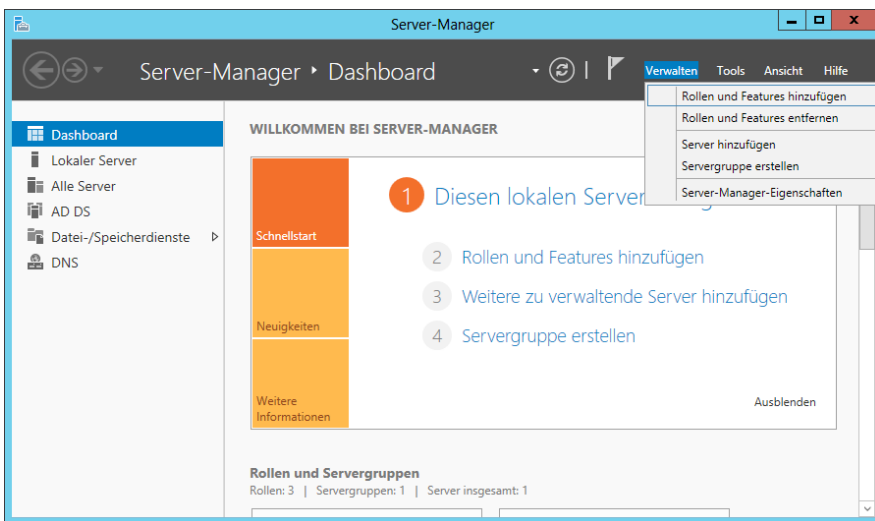 Server-Manager
Server-Manager • Dashboard
Verwalten Tools Ansicht Hilfe
Rollen und Features hinzufügen
Rollen und Features entfernen
Server hinzufügen
Servergruppe erstellen
Server-Manager-Eigenschaften
Dashboard
Lokaler Server
Alle Server
AD DS
Datei-/Speicherdienste
DNS
WILLKOMMEN BEI SERVER-MANAGER
Schnellstart
Neuigkeiten
Weitere
Informationen
1 Diesen lokalen Server
2 Rollen und Features hinzufügen
3 Weitere zu verwaltende Server hinzufügen
4 Servergruppe erstellen
Ausblenden
Rollen und Servergruppen
Rollen: 3 | Servergruppen: 1 | Server insgesamt: 1